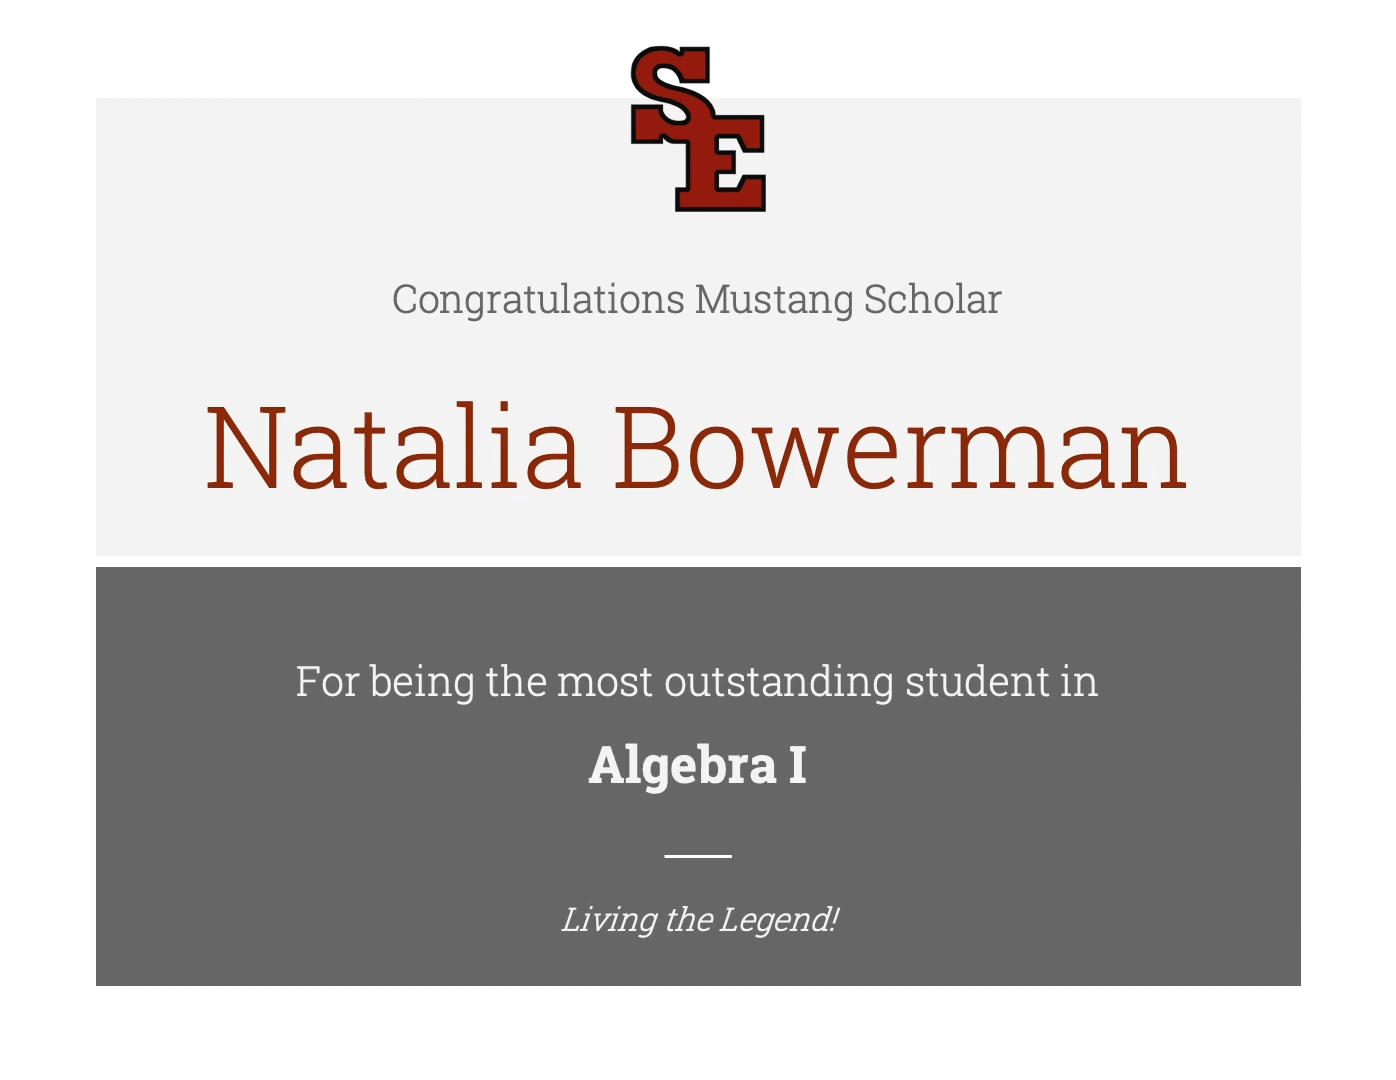 SE
Congratulations Mustang Scholar
Natalia Bowerman
For being the most outstanding student in
Algebra I
Living the Legend!